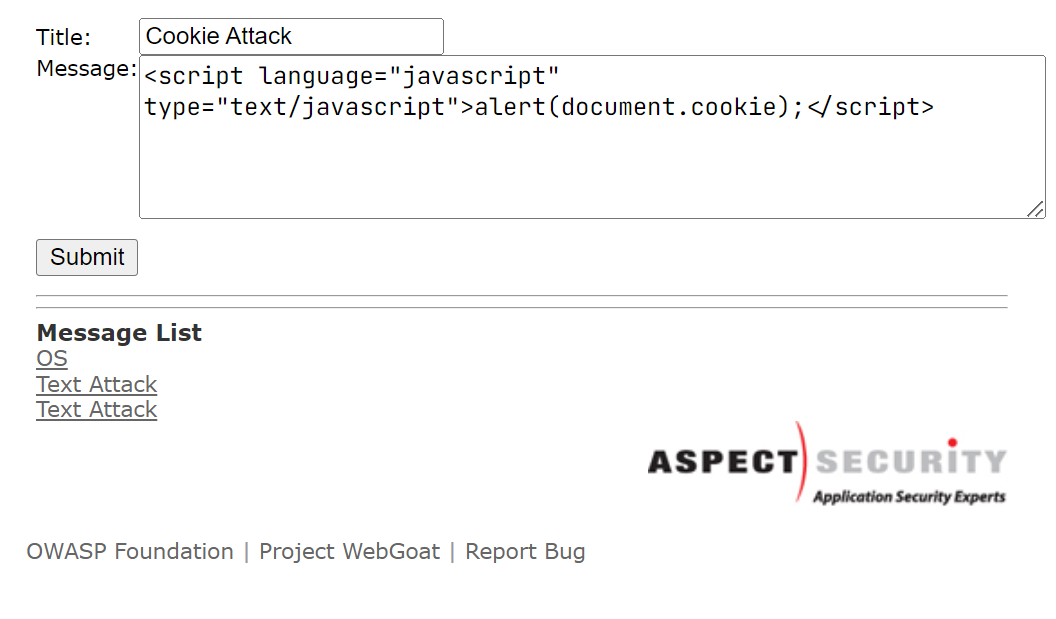 Title: Cookie Attack
Message: <script language="javascript"
type="text/javascript">alert(document.cookie);</script>
Submit
Message List
OS
Text Attack
Text Attack
ASPECT SECURITY
Application Security Experts
OWASP Foundation | Project WebGoat | Report Bug